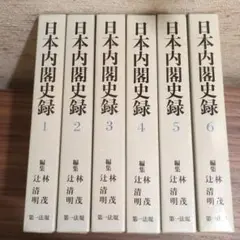 日本内閣史録
1
編集
林茂
辻清明
第一法規
日本内閣史録
2
編集
林茂
辻清明
第一法規
日本内閣史録
3
編集
林茂
辻清明
第一法規
日本内閣史録
4
編集
林茂
辻清明
第一法規
日本内閣史録
5
編集
林茂
辻清明
第一法規
日本内閣史録
6
編集
林茂
辻清明
第一法規